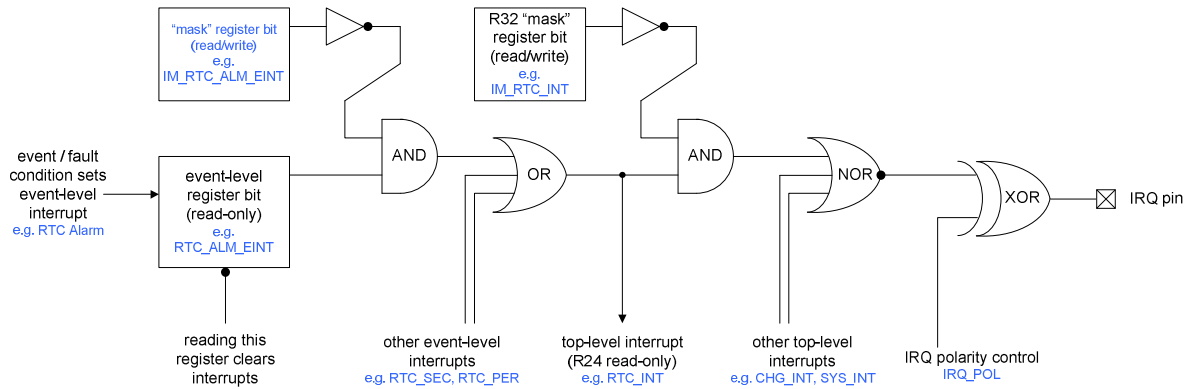 “mask” register bit
(read/write)
e.g.
IM_RTC_ALM_EINT
R32 “mask”
register bit
(read/write)
e.g.
IM_RTC_INT
AND
AND
event / fault
condition sets
event-level
interrupt
e.g. RTC Alarm
event-level
register bit
(read-only)
e.g.
RTC_ALM_EINT
OR
NOR
XOR
IRQ pin
reading this
register clears
interrupts
other event-level
interrupts
e.g. RTC_SEC, RTC_PER
top-level interrupt
(R24 read-only)
e.g. RTC_INT
other top-level
interrupts
e.g. CHG_INT, SYS_INT
IRQ polarity control
IRQ_POL